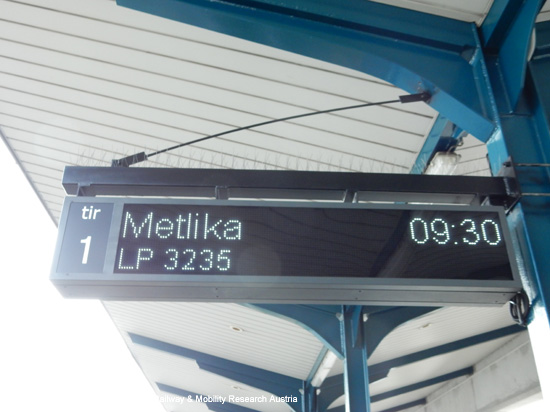 tir
1
Metlika 09:30
LP 3235
Railway & Mobility Research Austria